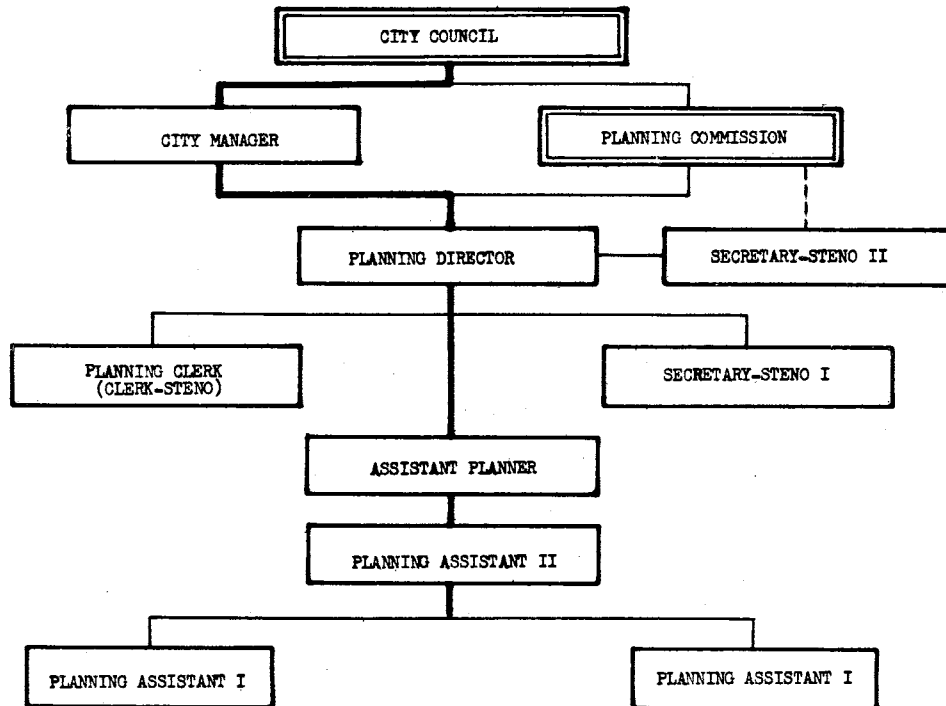 CITY COUNCIL
CITY MANAGER
PLANNING COMMISSION
PLANNING DIRECTOR
SECRETARY-STENO II
PLANNING CLERK
(CLERK-STENO)
SECRETARY-STENO I
ASSISTANT PLANNER
PLANNING ASSISTANT II
PLANNING ASSISTANT I
PLANNING ASSISTANT I